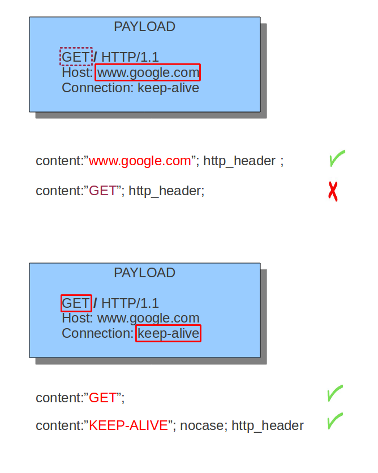 PAYLOAD
GET / HTTP/1.1
Host: www.google.com
Connection: keep-alive
content:"www.google.com"; http_header ;
content:"GET"; http_header;
PAYLOAD
GET / HTTP/1.1
Host: www.google.com
Connection: keep-alive
content:"GET";
content:"KEEP-ALIVE"; nocase; http_header